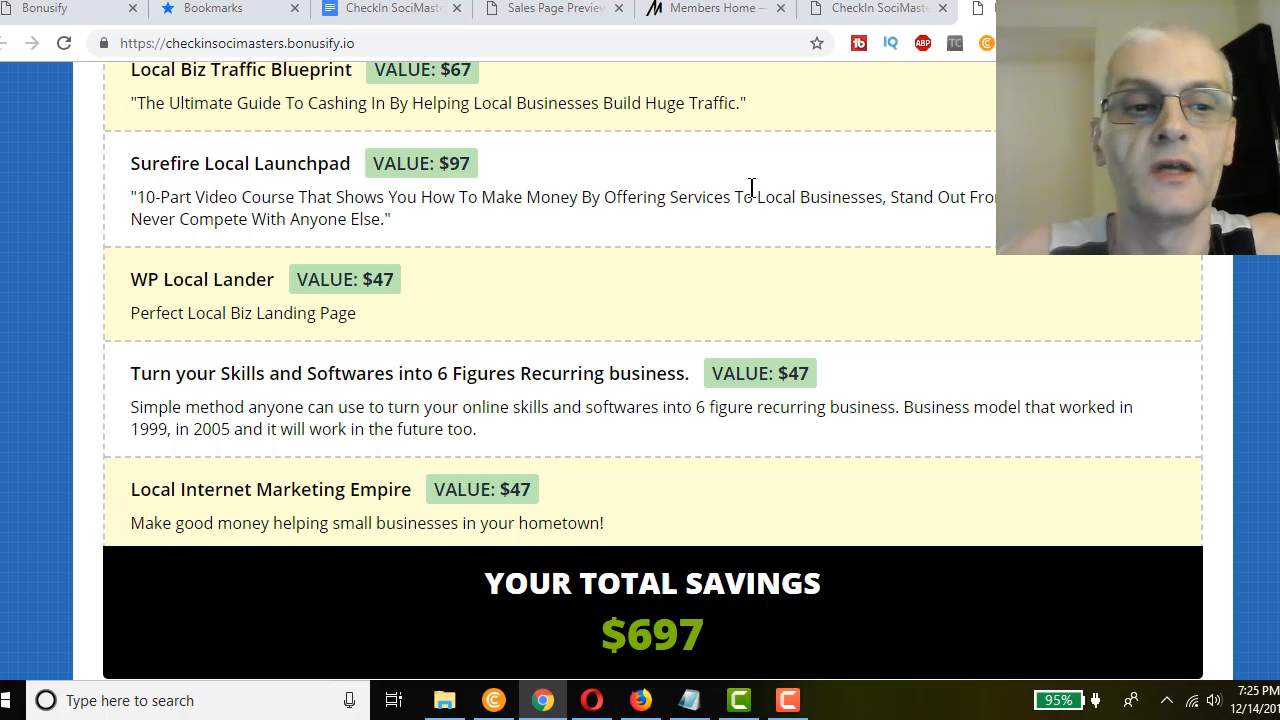 Bonusify
Bookmarks
CheckIn SociMast
Sales Page Preview
Members Home —
CheckIn SociMaste
https://checkinsocimasters.bonusify.io
tb IQ ABP TC
Local Biz Traffic Blueprint VALUE: $67
"The Ultimate Guide To Cashing In By Helping Local Businesses Build Huge Traffic."
Surefire Local Launchpad VALUE: $97
"10-Part Video Course That Shows You How To Make Money By Offering Services To Local Businesses, Stand Out From
Never Compete With Anyone Else."
WP Local Lander VALUE: $47
Perfect Local Biz Landing Page
Turn your Skills and Softwares into 6 Figures Recurring business. VALUE: $47
Simple method anyone can use to turn your online skills and softwares into 6 figure recurring business. Business model that worked in
1999, in 2005 and it will work in the future too.
Local Internet Marketing Empire VALUE: $47
Make good money helping small businesses in your hometown!
YOUR TOTAL SAVINGS
$697
Type here to search
95%
7:25 PM
12/14/201